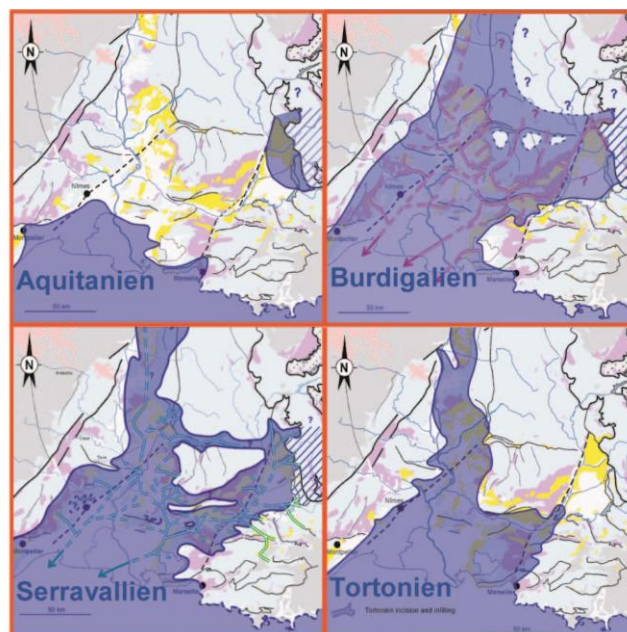 N
?
Nîmes
Montpellier
Marseille
Aquitanien
50 km
N
?
?
?
?
?
?
?
Nîmes
Montpellier
Marseille
Burdigalien
50 km
N
?
Montpellier
Marseille
Serravallien
50 km
N
Nîmes
Montpellier
Marseille
Tortonien
Tortonien incision and infilling
50 km